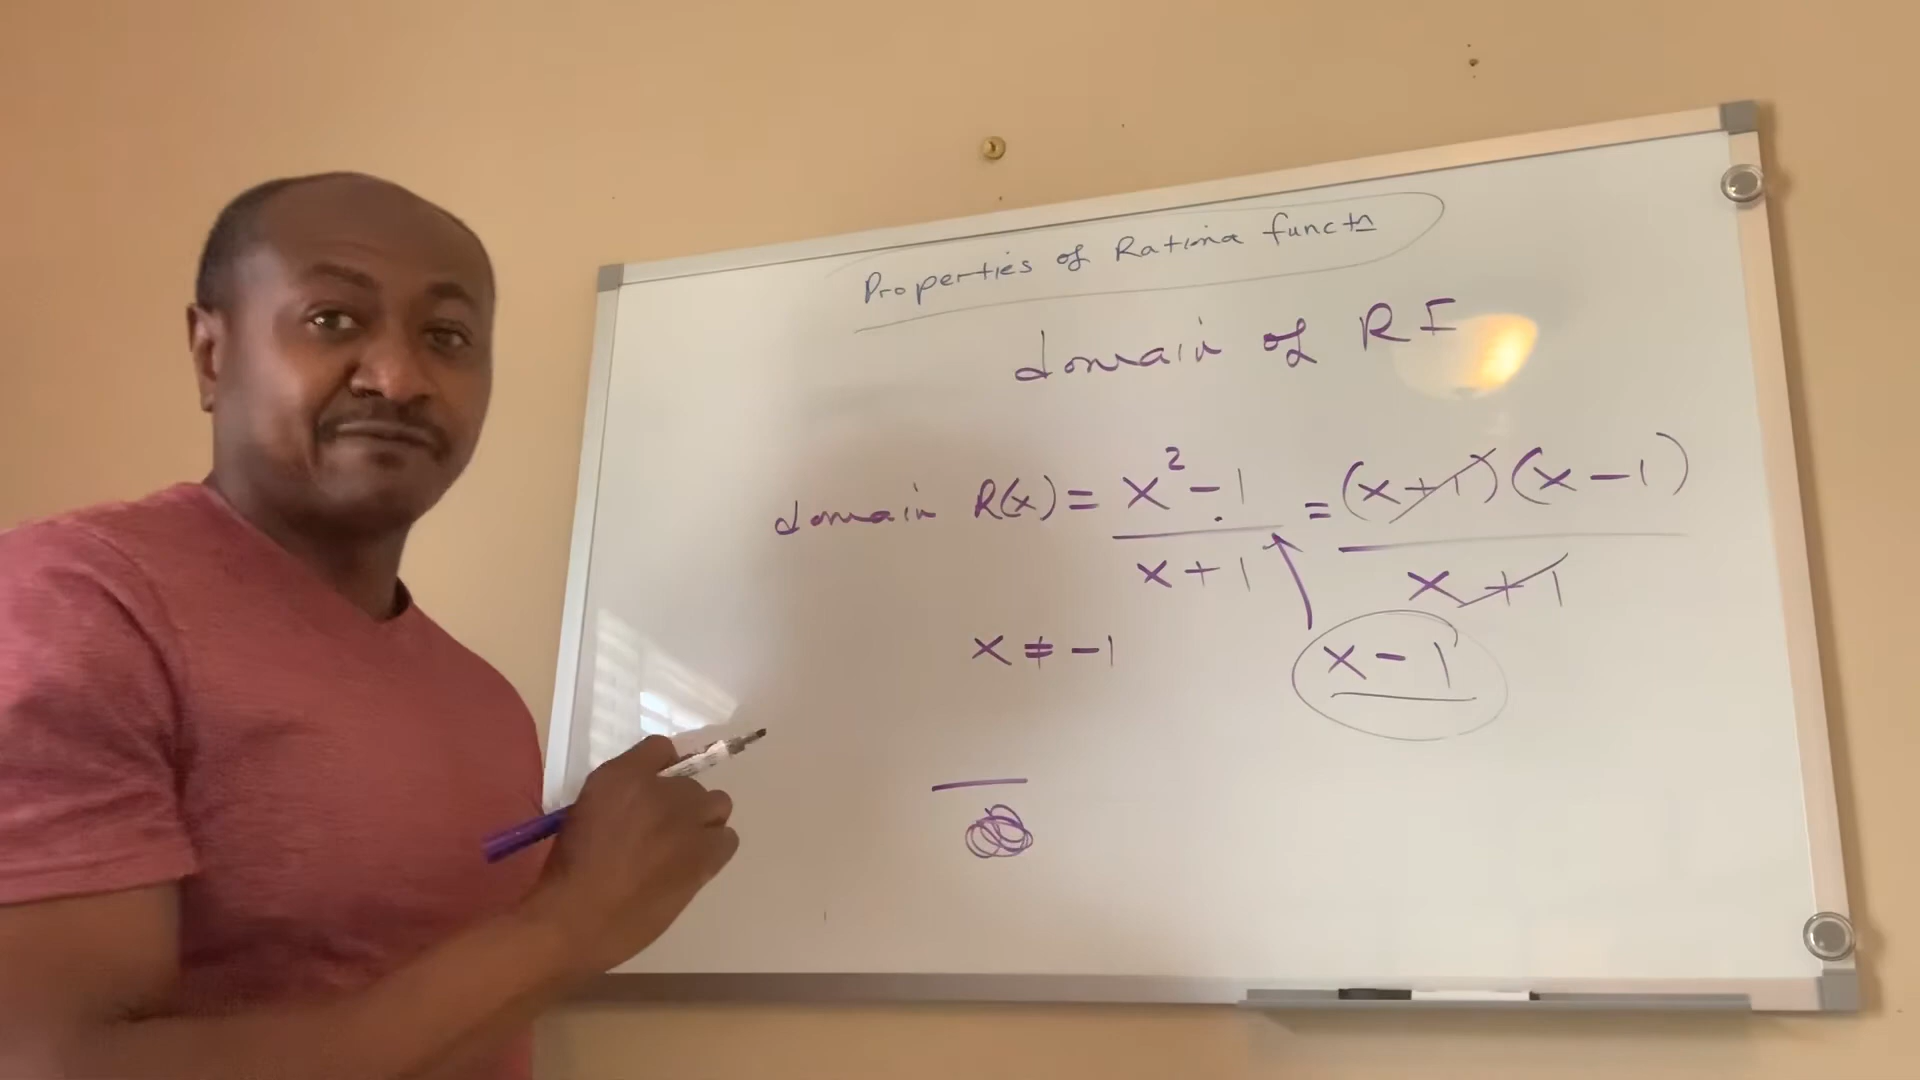 Properties of Rationa functn
domain of RF
domain R(x) = x² - 1 / x + 1 = (x+1)(x - 1) / x + 1
x ≠ -1
x - 1